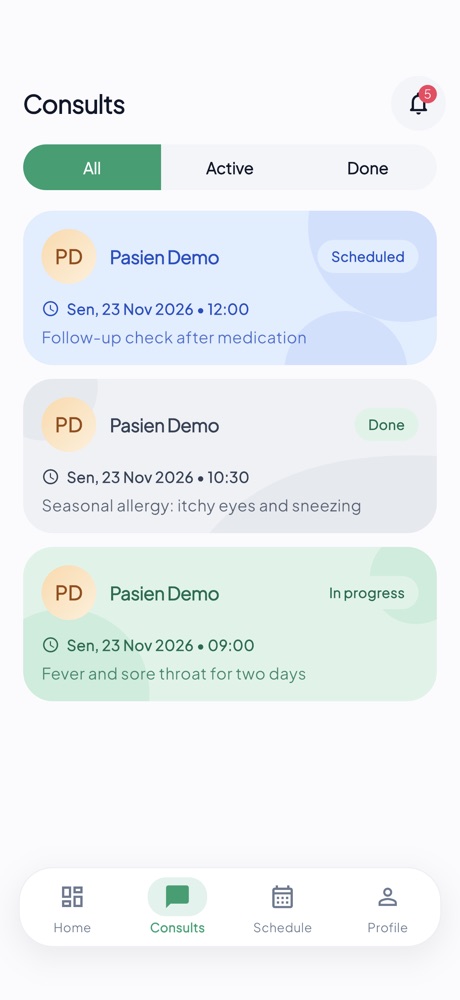 Consults
5
All
Active
Done
PD
Pasien Demo
Scheduled
Sen, 23 Nov 2026 • 12:00
Follow-up check after medication
PD
Pasien Demo
Done
Sen, 23 Nov 2026 • 10:30
Seasonal allergy: itchy eyes and sneezing
PD
Pasien Demo
In progress
Sen, 23 Nov 2026 • 09:00
Fever and sore throat for two days
Home
Consults
Schedule
Profile